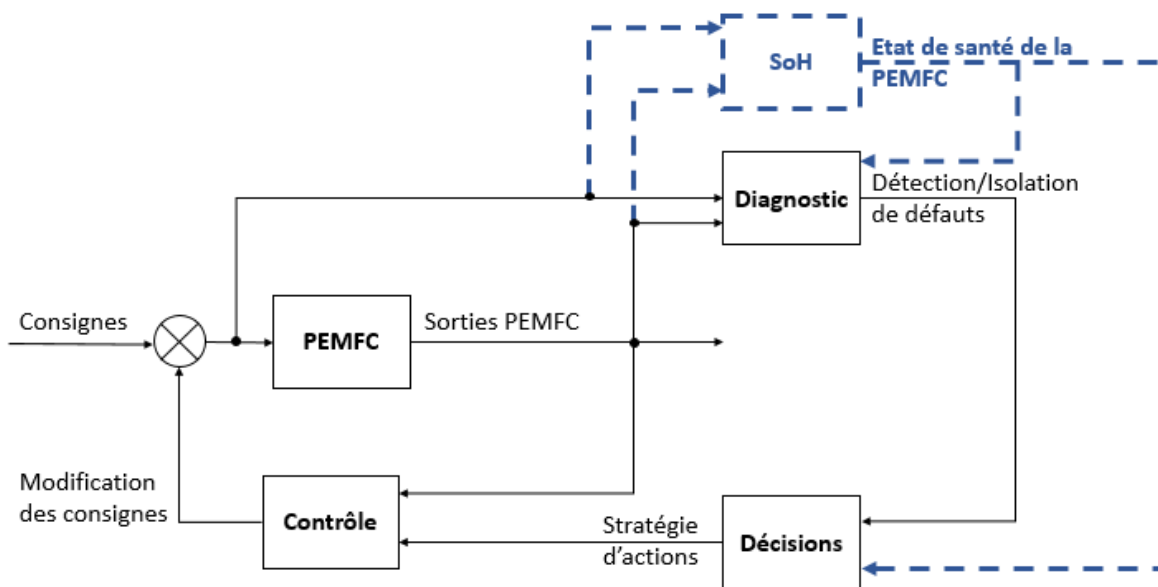 SoH
Etat de santé de la
PEMFC
Diagnostic
Détection/Isolation
de défauts
Consignes
PEMFC
Sorties PEMFC
Modification
des consignes
Contrôle
Stratégie
d'actions
Décisions